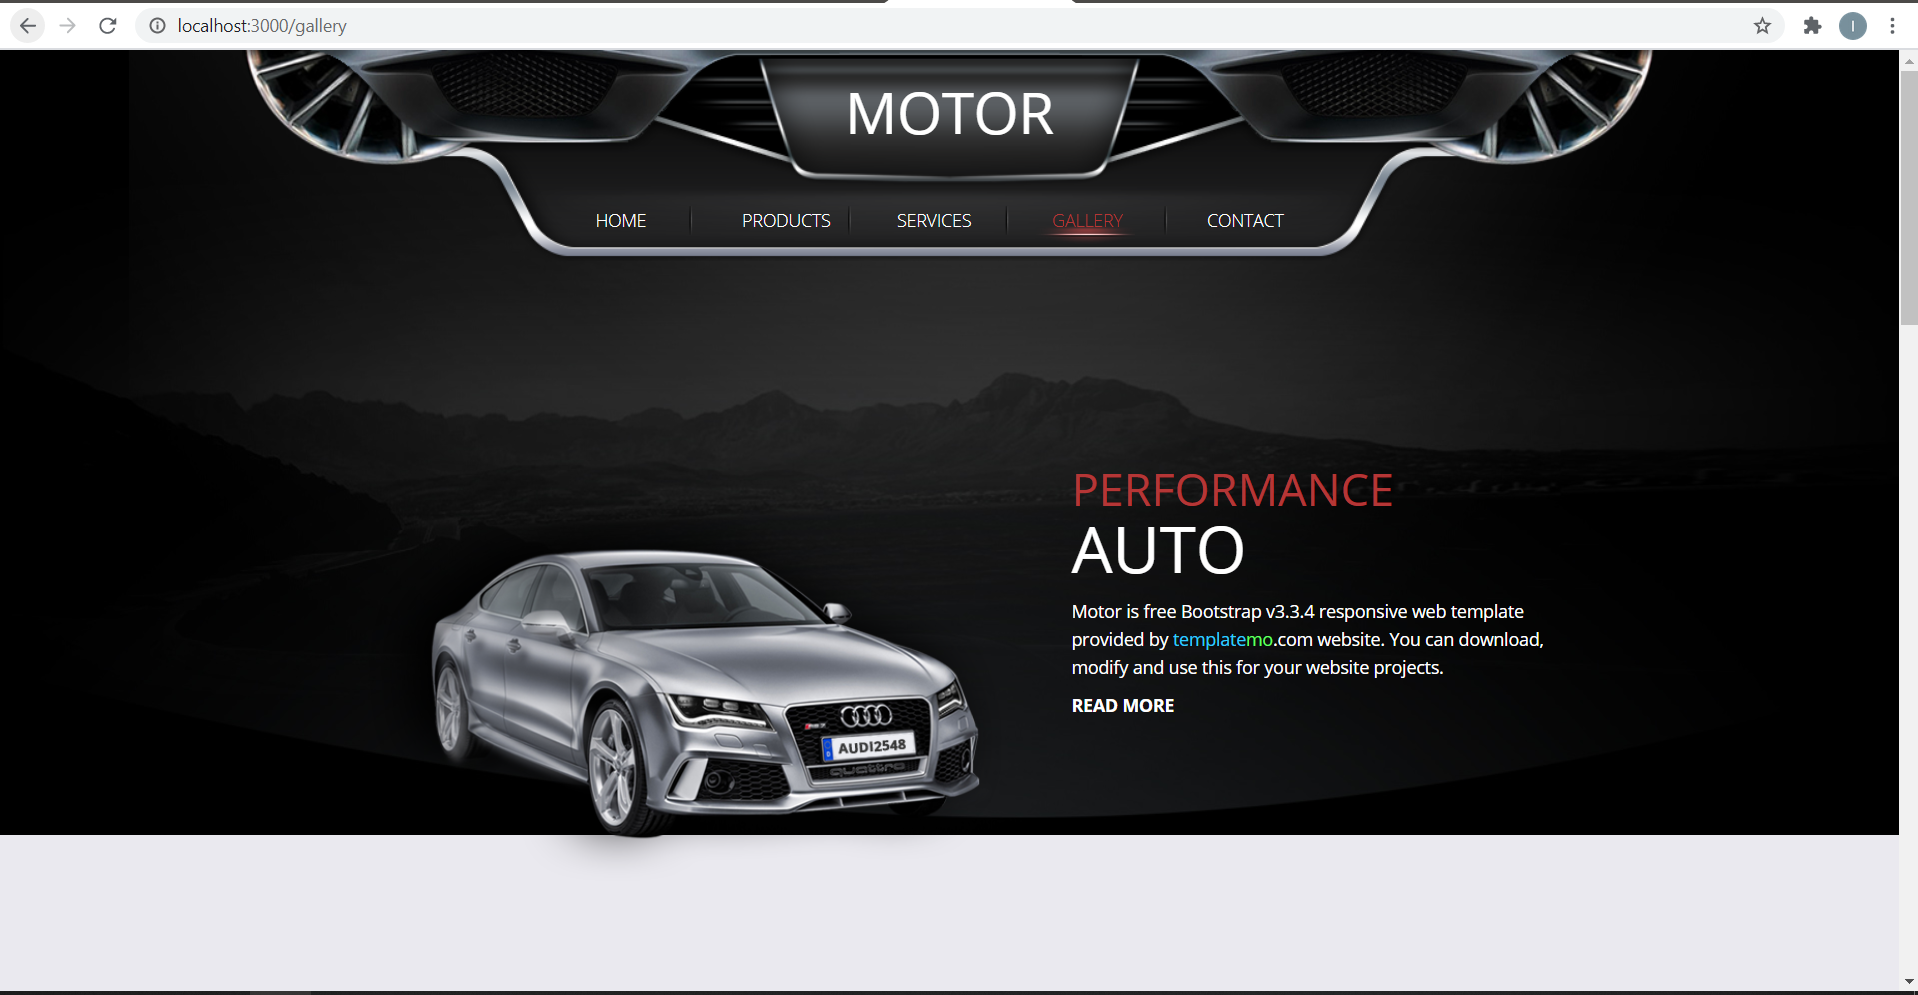 localhost:3000/gallery
I
MOTOR
HOME
PRODUCTS
SERVICES
GALLERY
CONTACT
PERFORMANCE
AUTO
Motor is free Bootstrap v3.3.4 responsive web template
provided by templatemo.com website. You can download,
modify and use this for your website projects.
READ MORE
AUDI2548
quattro